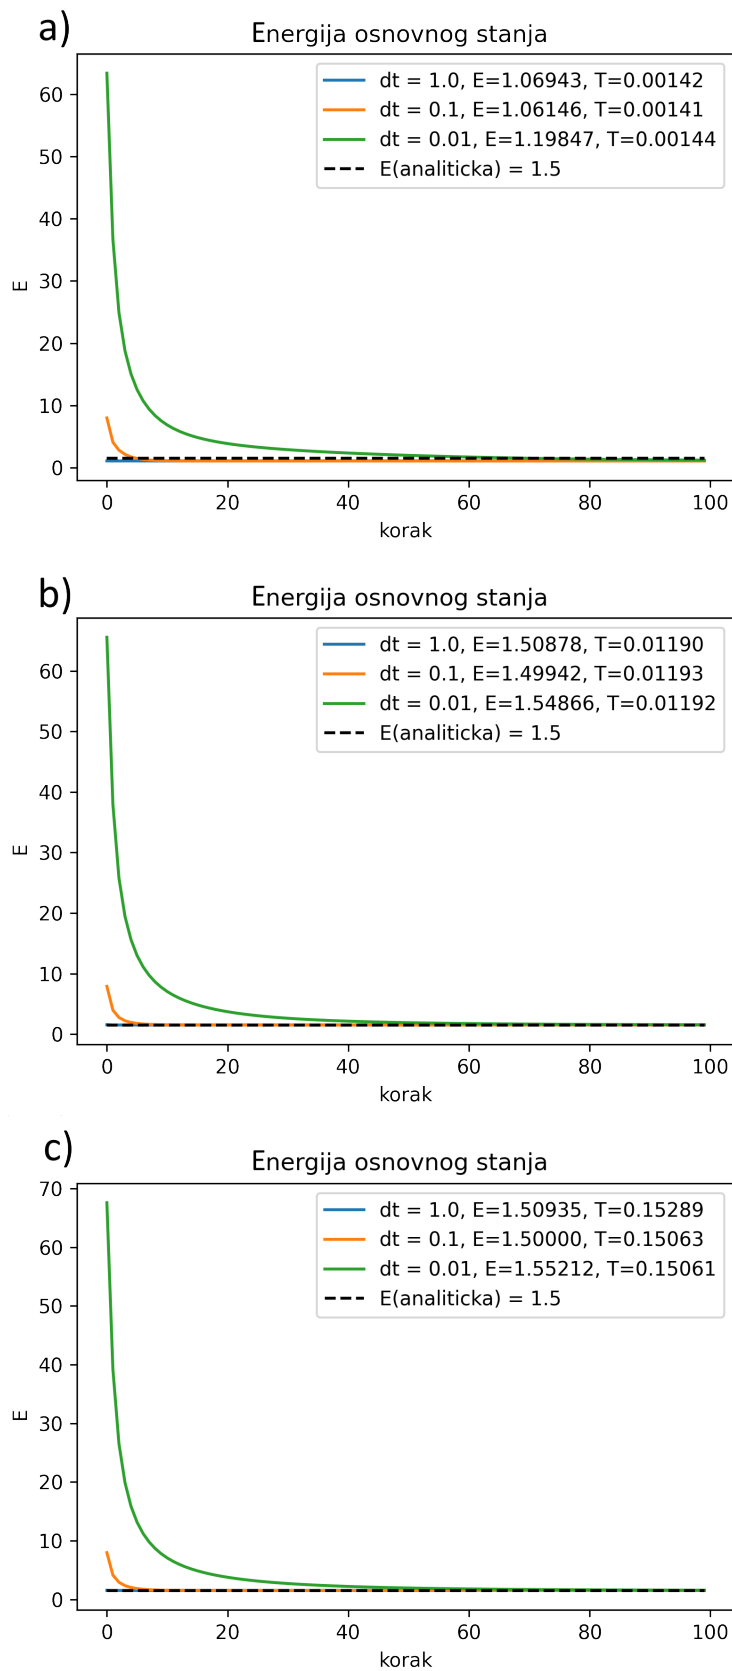 a)
Energija osnovnog stanja
dt = 1.0, E=1.06943, T=0.00142
dt = 0.1, E=1.06146, T=0.00141
dt = 0.01, E=1.19847, T=0.00144
E(analiticka) = 1.5
60
50
40
30
20
10
0
E
0 20 40 60 80 100
korak
b)
Energija osnovnog stanja
dt = 1.0, E=1.50878, T=0.01190
dt = 0.1, E=1.49942, T=0.01193
dt = 0.01, E=1.54866, T=0.01192
E(analiticka) = 1.5
60
50
40
30
20
10
0
E
0 20 40 60 80 100
korak
c)
Energija osnovnog stanja
dt = 1.0, E=1.50935, T=0.15289
dt = 0.1, E=1.50000, T=0.15063
dt = 0.01, E=1.55212, T=0.15061
E(analiticka) = 1.5
70
60
50
40
30
20
10
0
E
0 20 40 60 80 100
korak